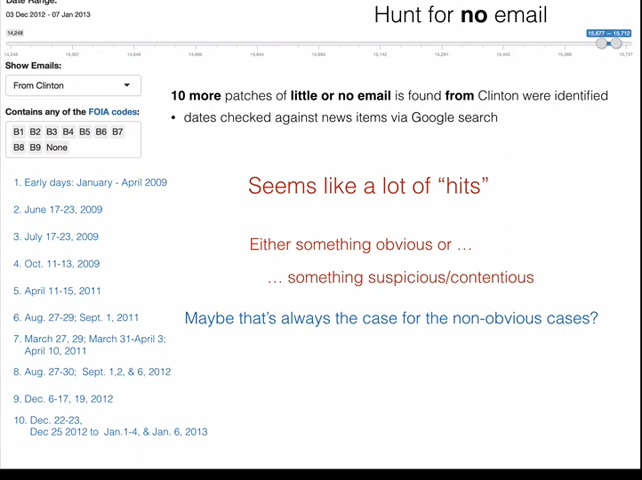 Date Range:
03 Dec 2012 - 07 Jan 2013
Hunt for no email
14,248
15,677 — 15,712
Show Emails:
From Clinton
Contains any of the FOIA codes:
B1 B2 B3 B4 B5 B6 B7
B8 B9 None
10 more patches of little or no email is found from Clinton were identified
• dates checked against news items via Google search
Seems like a lot of “hits”
Either something obvious or …
… something suspicious/contentious
Maybe that’s always the case for the non-obvious cases?
1. Early days: January - April 2009
2. June 17-23, 2009
3. July 17-23, 2009
4. Oct. 11-13, 2009
5. April 11-15, 2011
6. Aug. 27-29; Sept. 1, 2011
7. March 27, 29; March 31-April 3;
April 10, 2011
8. Aug. 27-30; Sept. 1,2, & 6, 2012
9. Dec. 6-17, 19, 2012
10. Dec. 22-23,
Dec 25 2012 to Jan.1-4, & Jan. 6, 2013